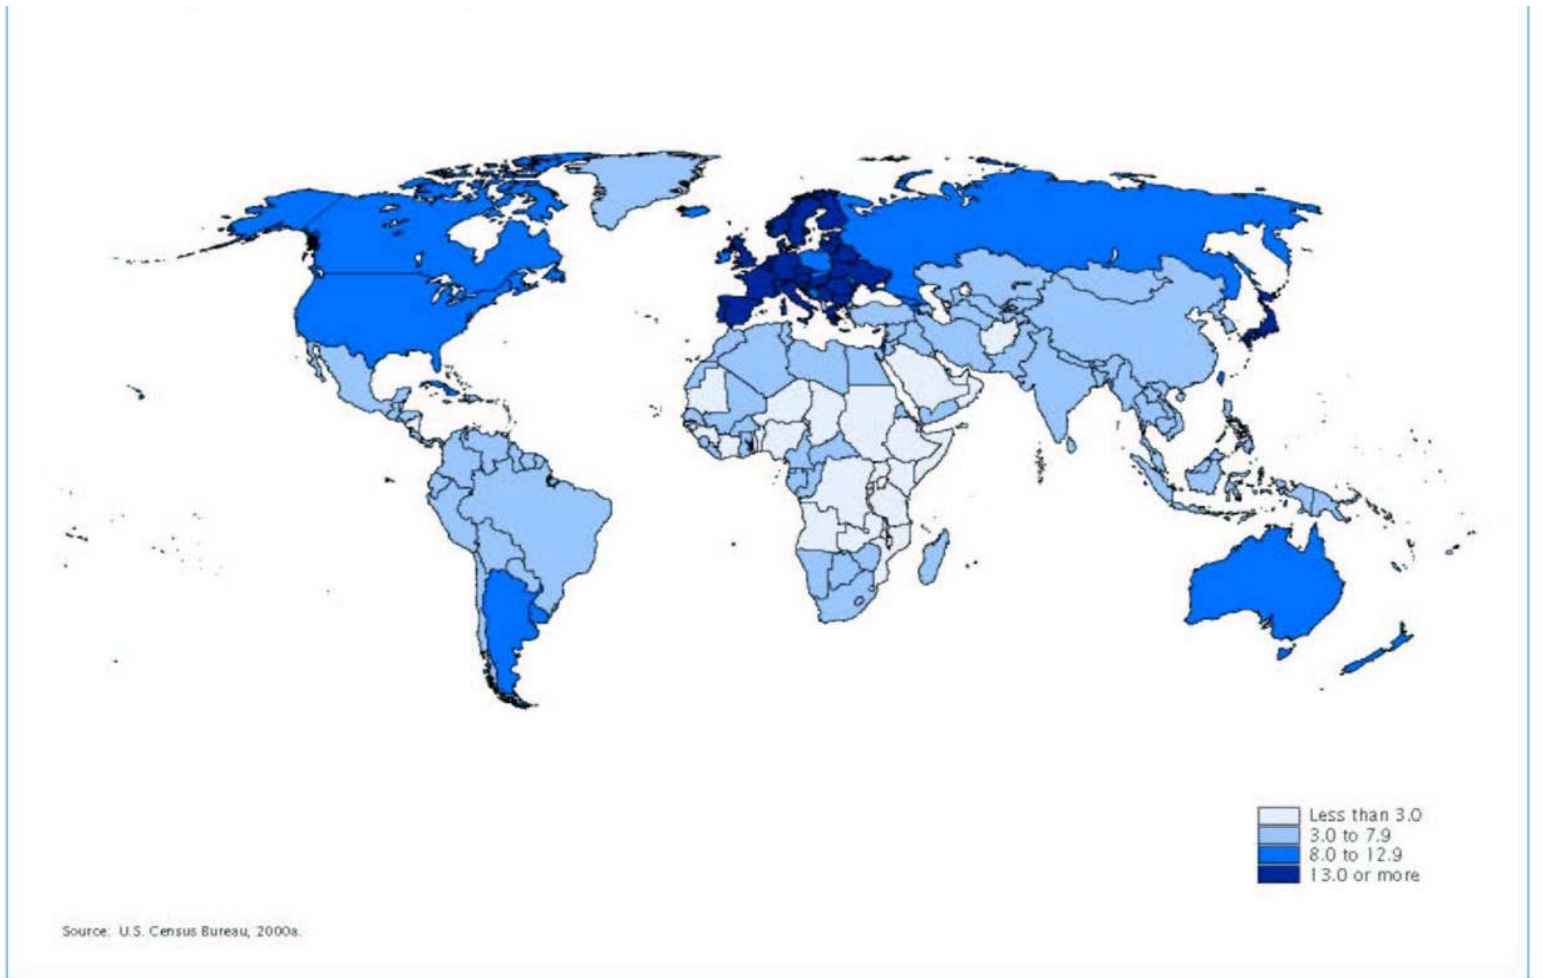 Less than 3.0
3.0 to 7.9
8.0 to 12.9
13.0 or more
Source: U.S. Census Bureau, 2000a.